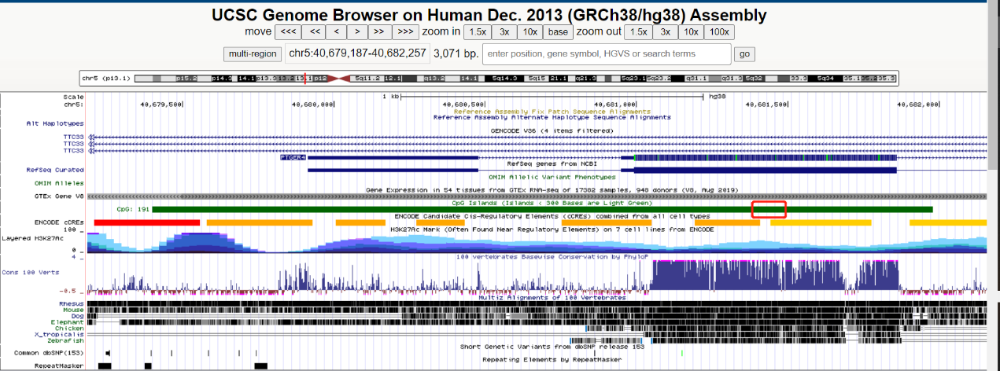 UCSC Genome Browser on Human Dec. 2013 (GRCh38/hg38) Assembly
move <<< << < > >> >>> zoom in 1.5x 3x 10x base zoom out 1.5x 3x 10x 100x
multi-region chr5:40,679,187-40,682,257 3,071 bp. enter position, gene symbol, HGVS or search terms go
chr5 (p13.1) p15.2 p14.3 14.1 p13.3 13.2 13.1 p12 5q11.2 12.1 q13.2 14.1 5q14.3 5q15 21.1 q21.3 5q23.1 5q23.2 q31.1 q31.3 5q32 33.3 5q34 35.1 35.2 35.3
Scale 1 kb hg38
chr5: 40,679,500 40,680,000 40,680,500 40,681,000 40,681,500 40,682,000
Reference Assembly Fix Patch Sequence Alignments
Reference Assembly Alternate Haplotype Sequence Alignments
Alt Haplotypes
GENCODE V36 (4 items filtered)
TTC33
TTC33
TTC33
PTGER4
RefSeq genes from NCBI
RefSeq Curated
OMIM Allelic Variant Phenotypes
OMIM Alleles
Gene Expression in 54 tissues from GTEx RNA-seq of 17382 samples, 948 donors (V8, Aug 2019)
GTEx Gene V8
CpG Islands (Islands < 300 Bases are Light Green)
CpG: 191
ENCODE Candidate Cis-Regulatory Elements (cCREs) combined from all cell types
ENCODE cCREs
H3K27Ac Mark (Often Found Near Regulatory Elements) on 7 cell lines from ENCODE
100
Layered H3K27Ac
0
100 vertebrates Basewise Conservation by PhyloP
4
Cons 100 Verts
-0.5
Multiz Alignments of 100 Vertebrates
Rhesus
Mouse
Dog
Elephant
Chicken
X_tropicalis
Zebrafish
Short Genetic Variants from dbSNP release 153
Common dbSNP(153)
Repeating Elements by RepeatMasker
RepeatMasker